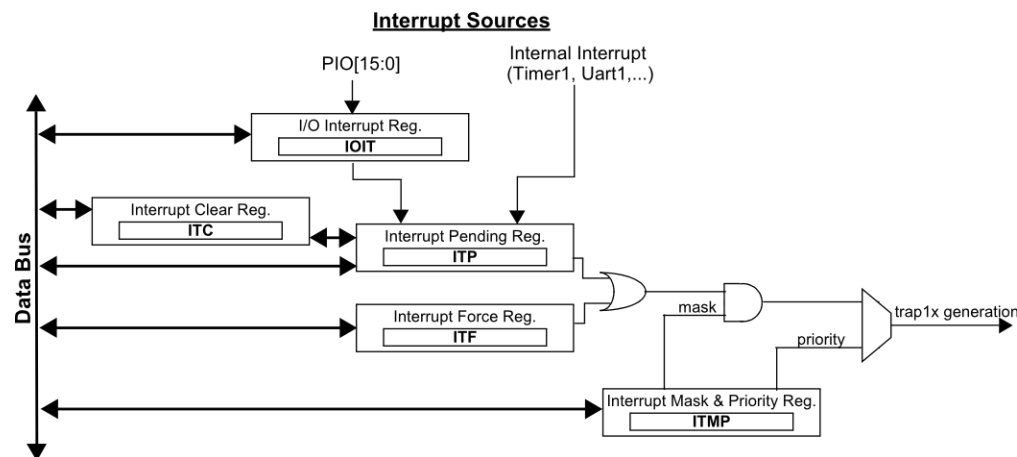 Interrupt Sources
PIO[15:0]
Internal Interrupt
(Timer1, Uart1,...)
I/O Interrupt Reg.
IOIT
Interrupt Clear Reg.
ITC
Interrupt Pending Reg.
ITP
Data Bus
mask
trap1x generation
Interrupt Force Reg.
ITF
priority
Interrupt Mask & Priority Reg.
ITMP